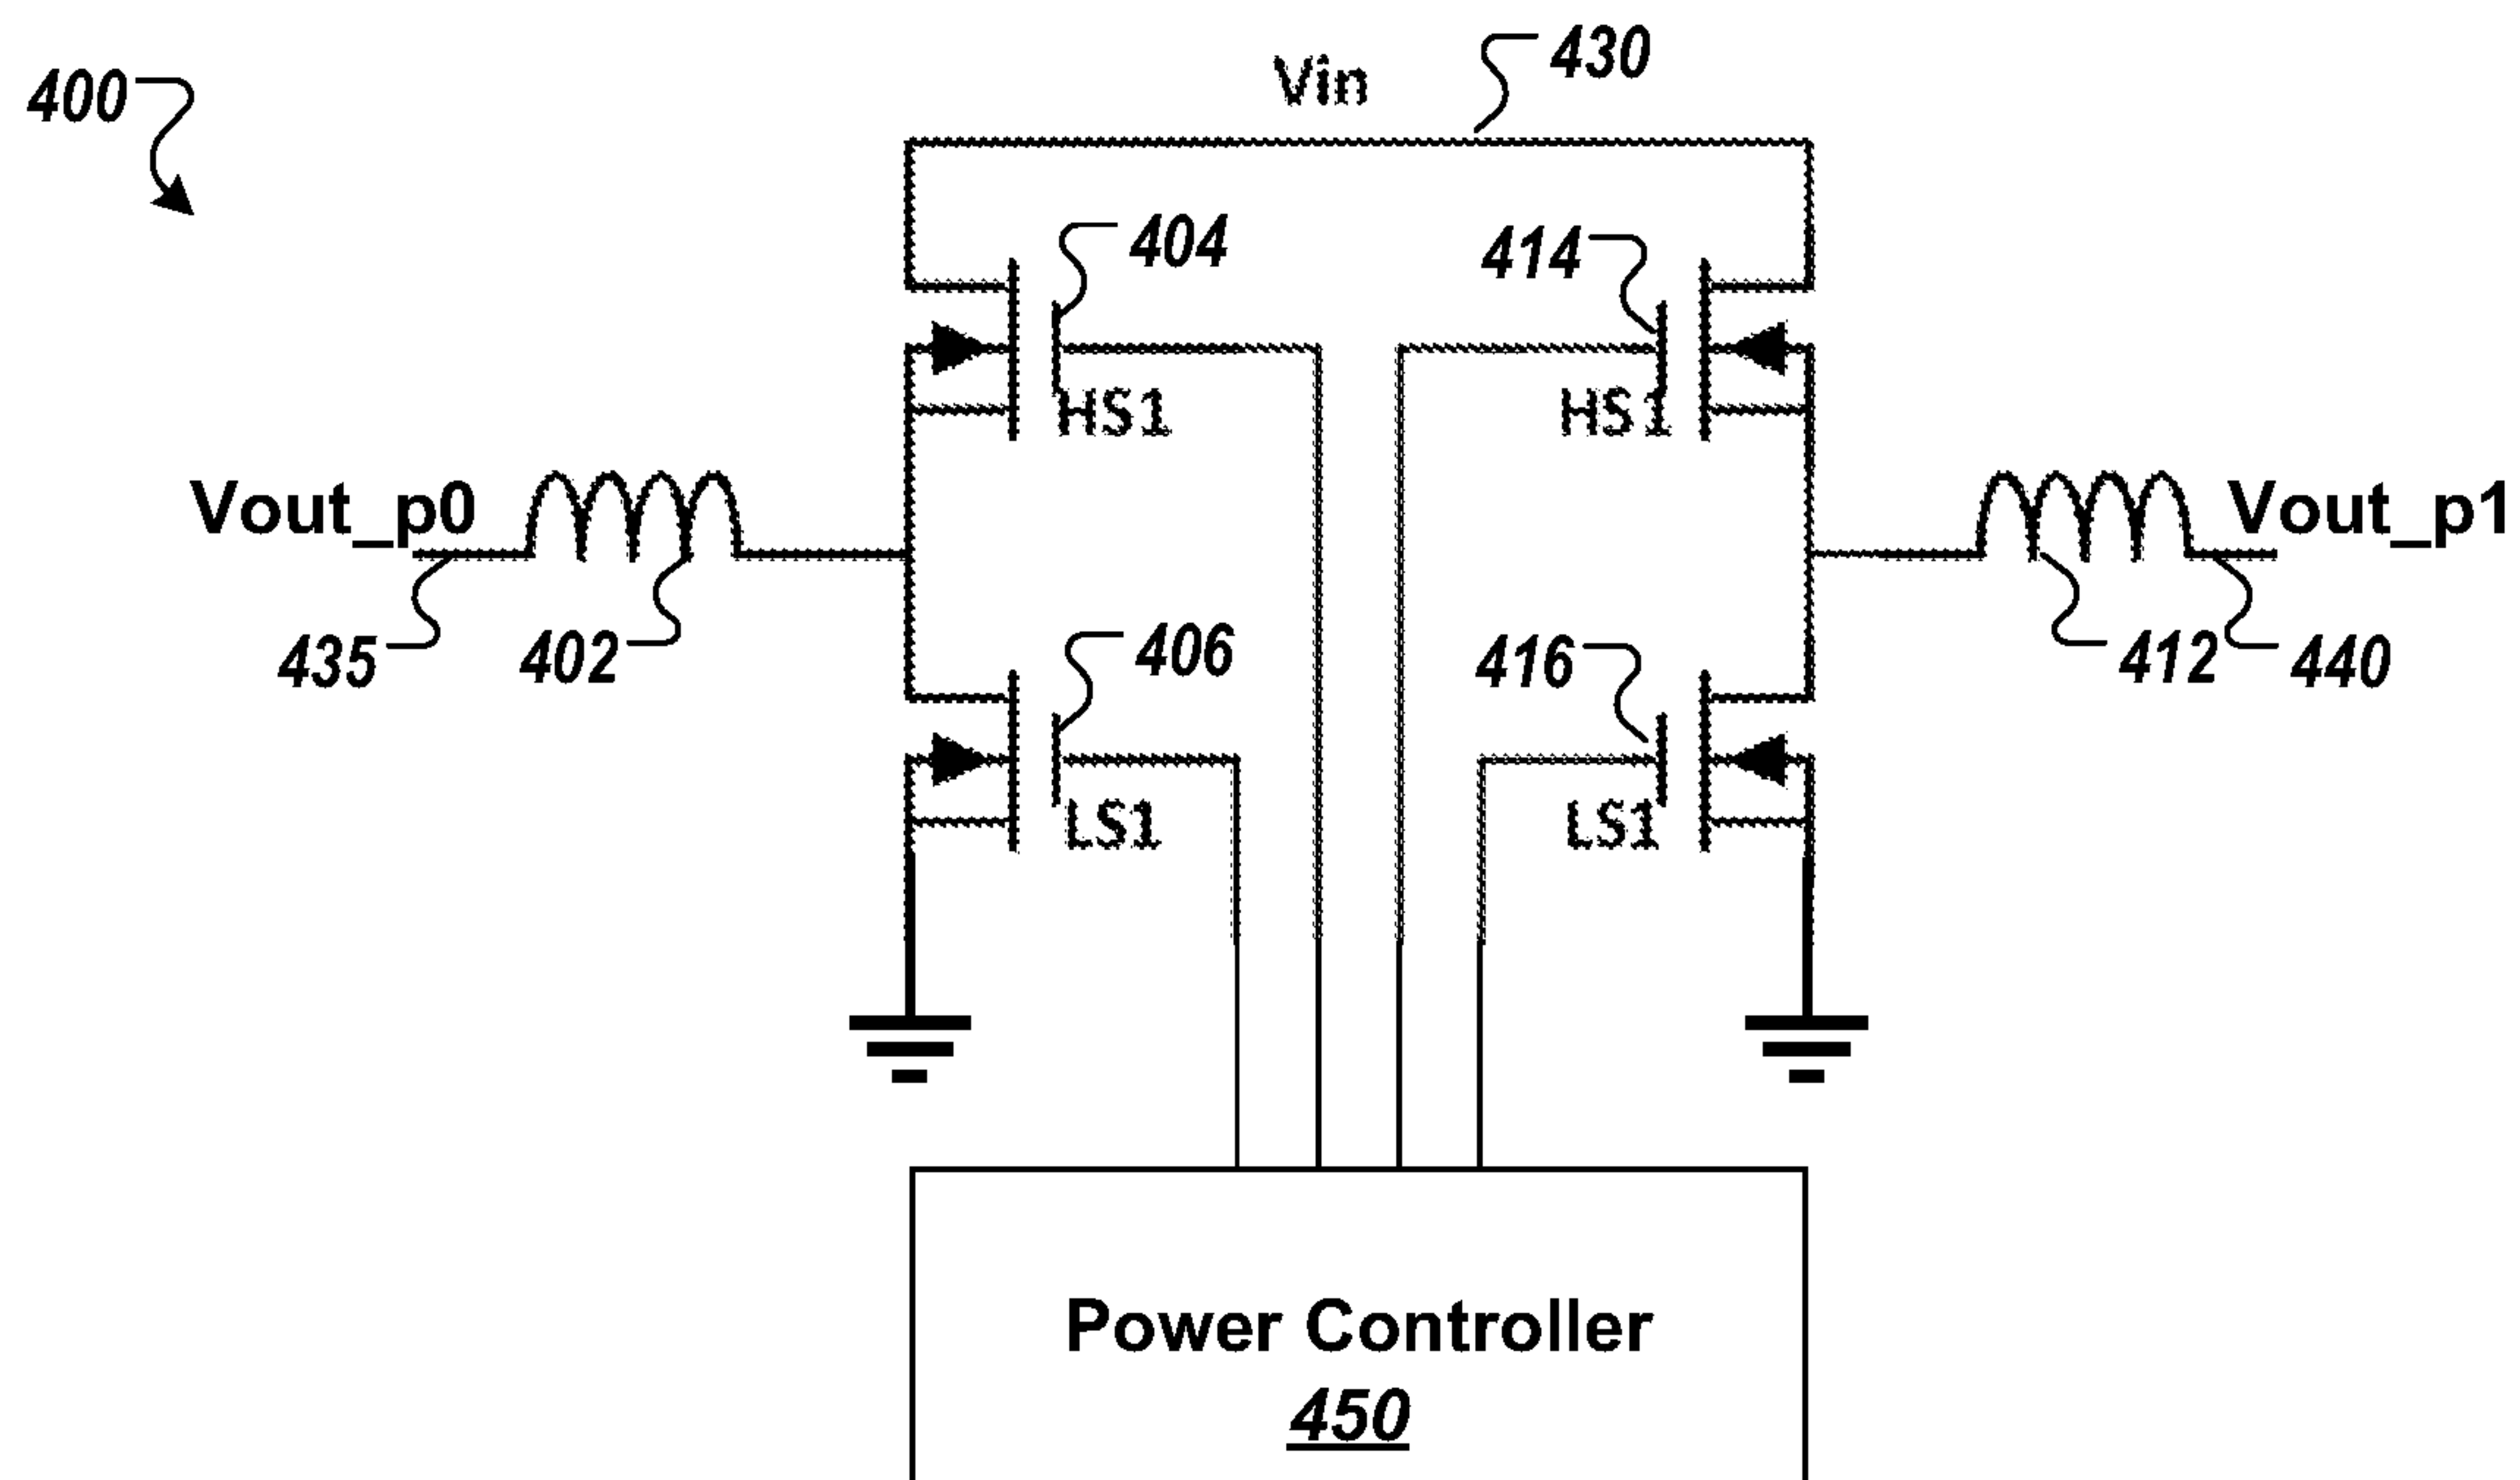 400
Vin
430
404
414
HS1
HS1
Vout_p0
Vout_p1
435
402
406
416
412
440
LS1
LS1
Power Controller
450